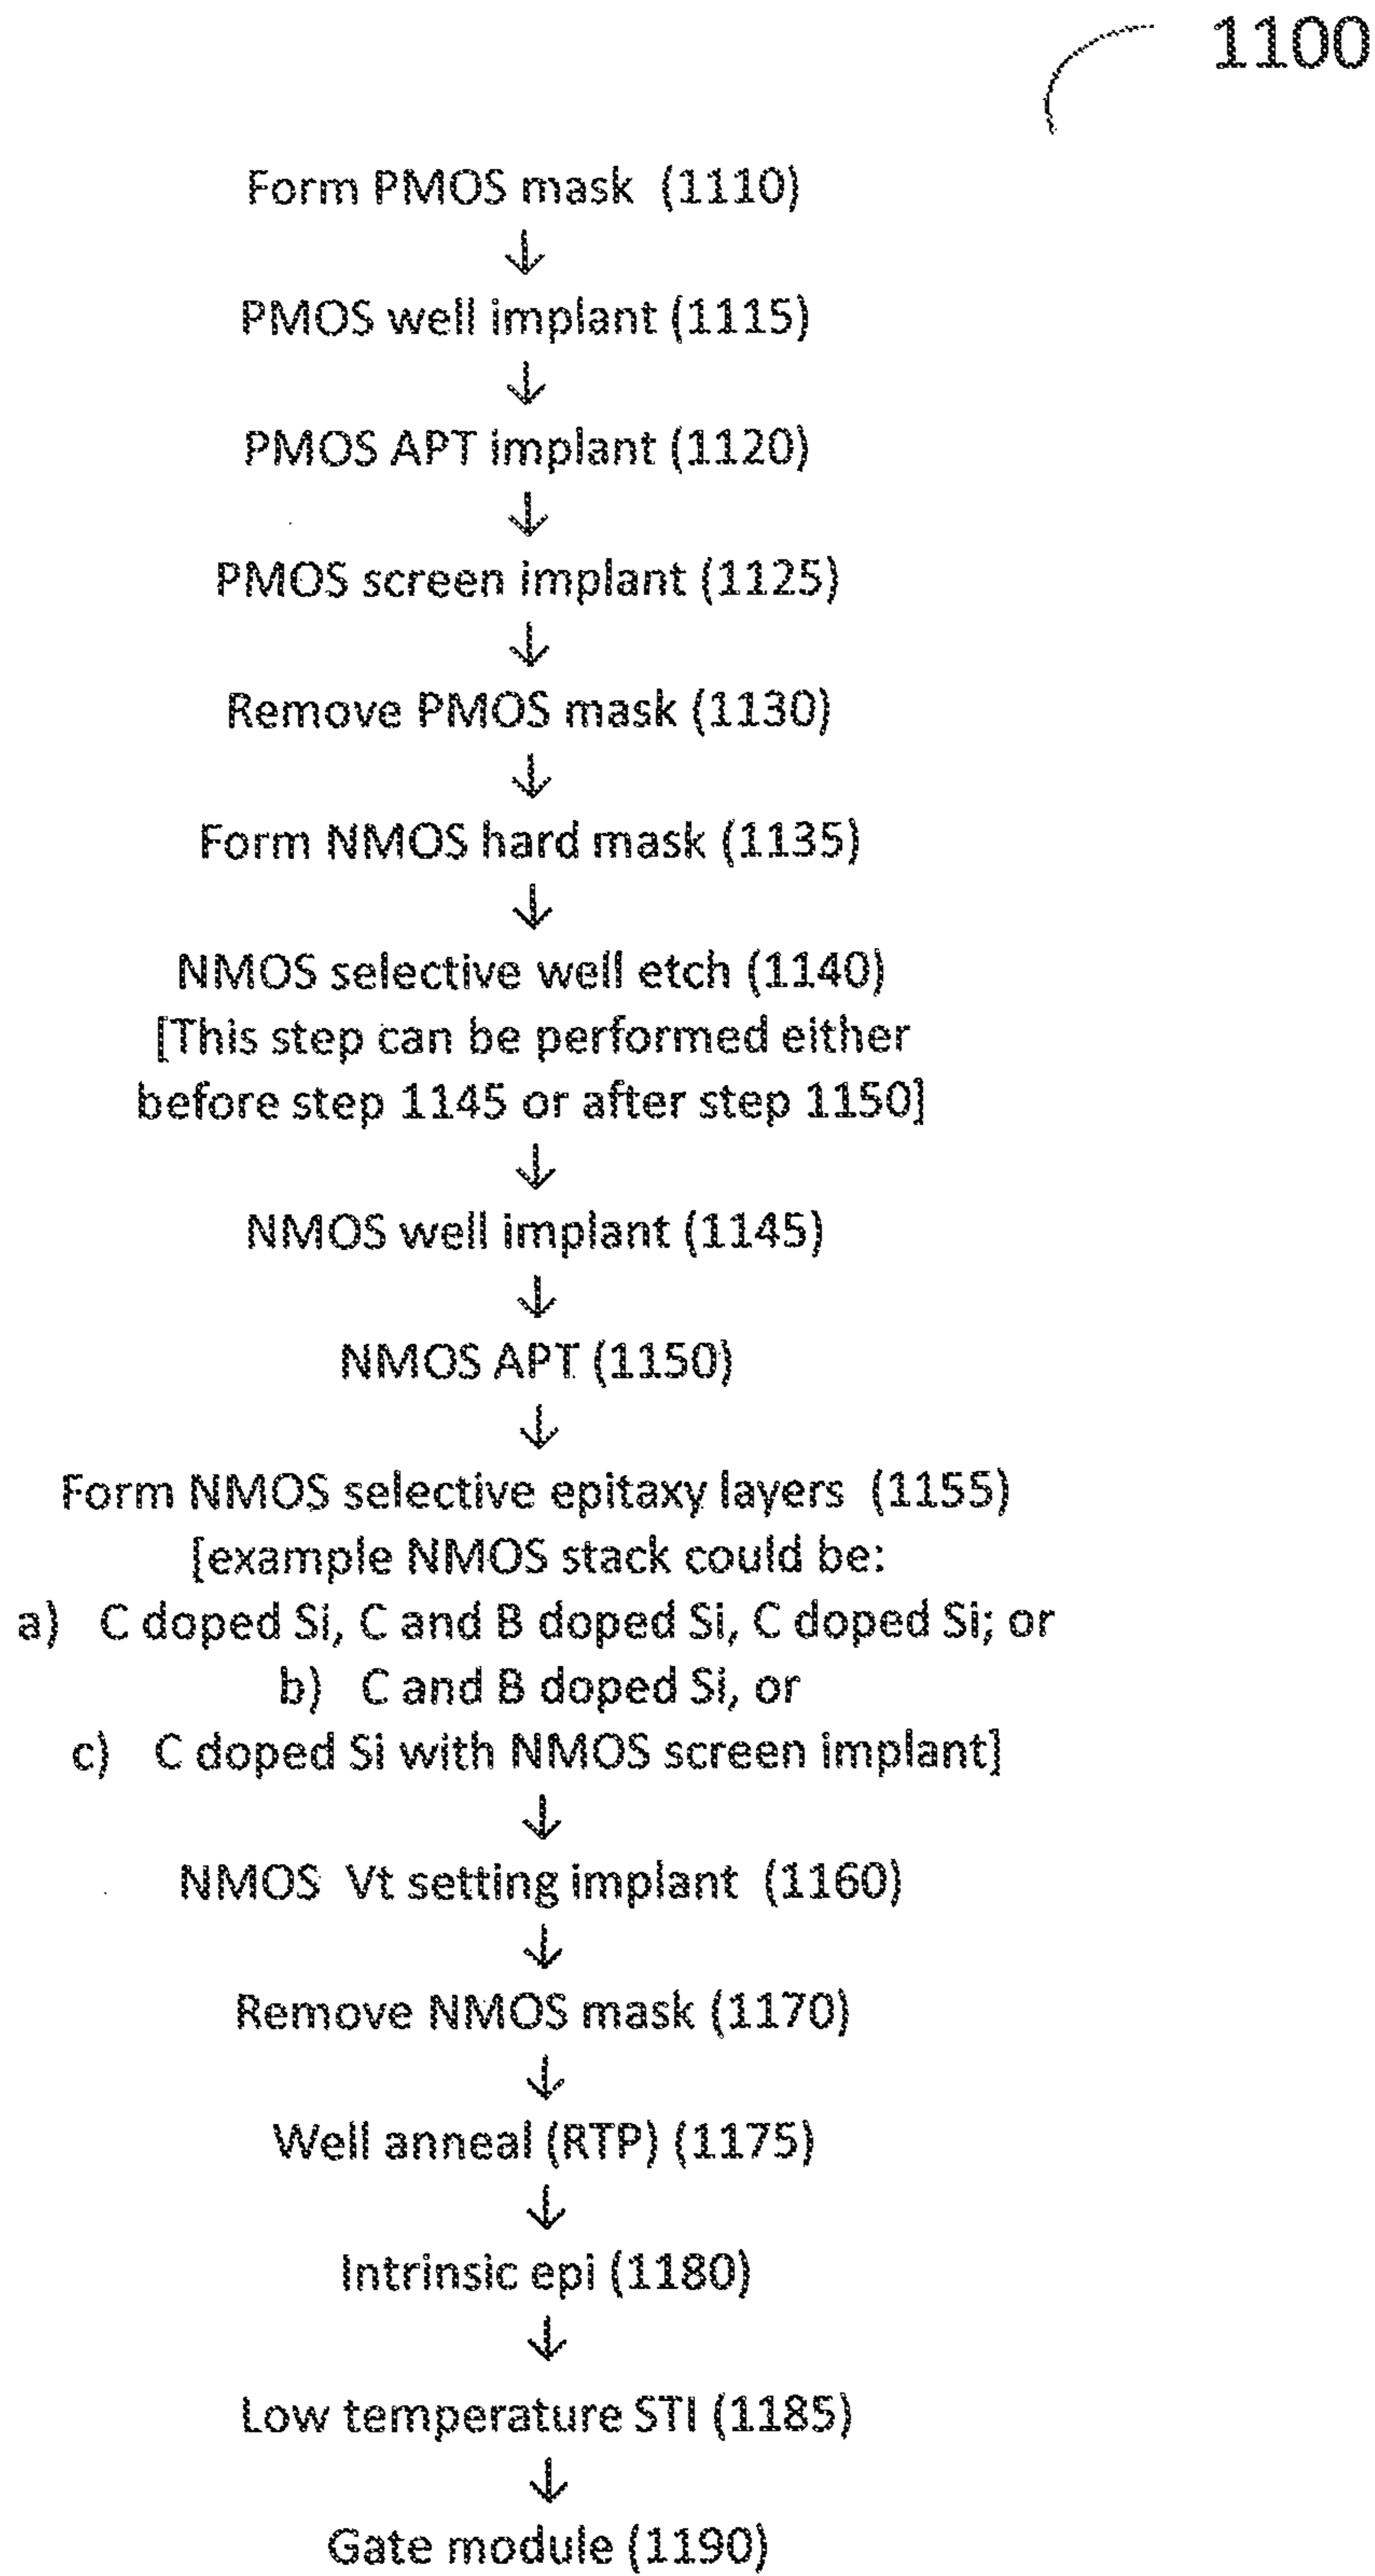 1100
Form PMOS mask (1110)
↓
PMOS well implant (1115)
↓
PMOS APT implant (1120)
↓
PMOS screen implant (1125)
↓
Remove PMOS mask (1130)
↓
Form NMOS hard mask (1135)
↓
NMOS selective well etch (1140)
[This step can be performed either
before step 1145 or after step 1150]
↓
NMOS well implant (1145)
↓
NMOS APT (1150)
↓
Form NMOS selective epitaxy layers (1155)
[example NMOS stack could be:
a) C doped Si, C and B doped Si, C doped Si; or
b) C and B doped Si, or
c) C doped Si with NMOS screen implant]
↓
NMOS Vt setting implant (1160)
↓
Remove NMOS mask (1170)
↓
Well anneal (RTP) (1175)
↓
Intrinsic epi (1180)
↓
Low temperature STI (1185)
↓
Gate module (1190)